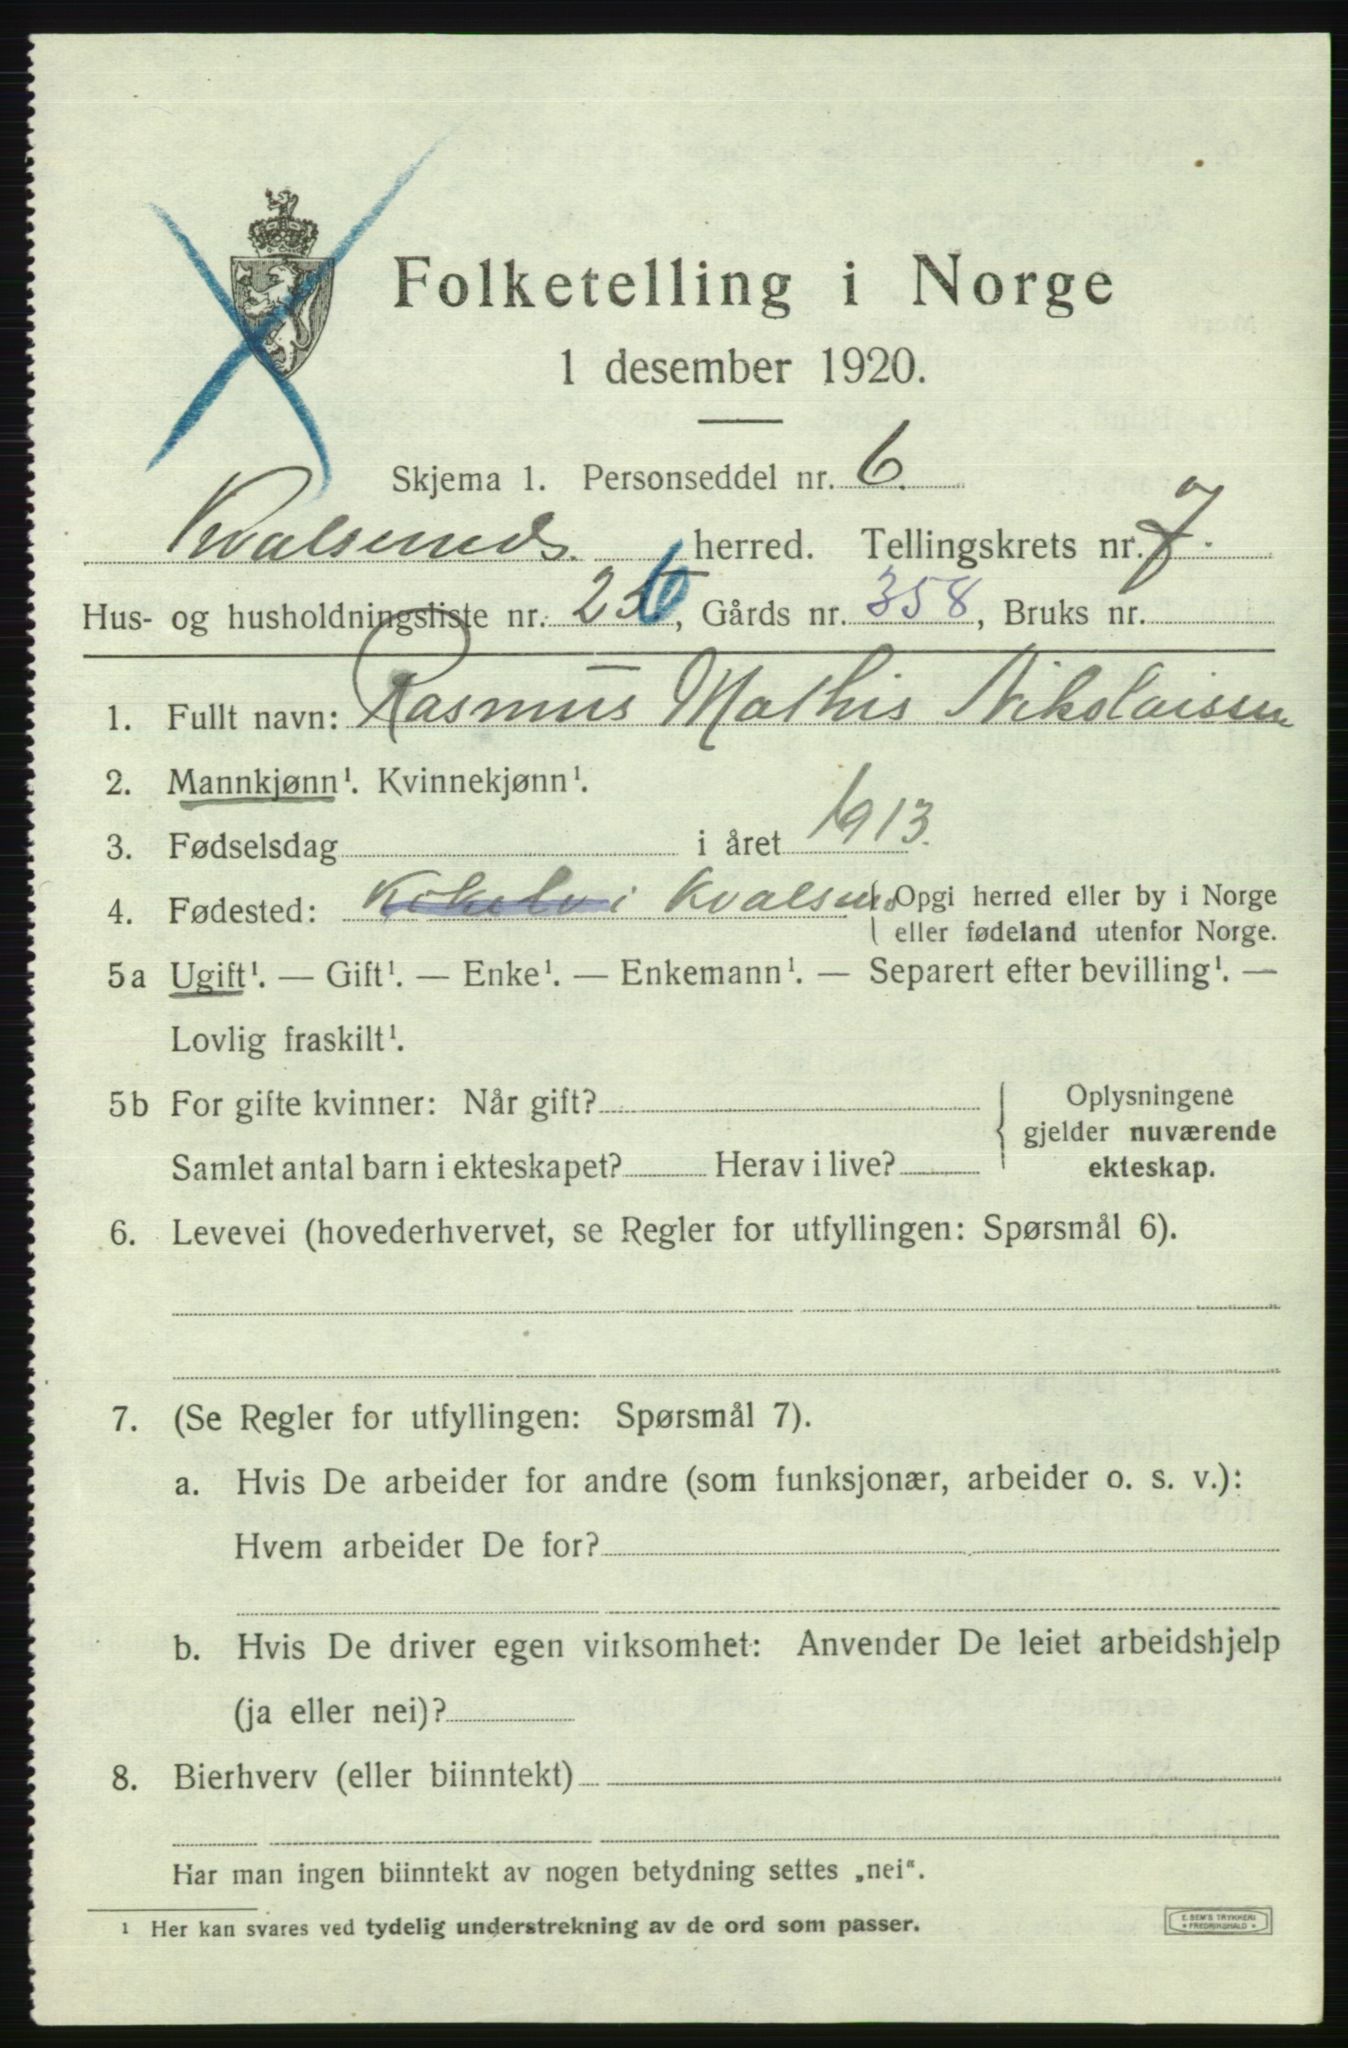 Folketelling i Norge
1 desember 1920.
Skjema 1. Personseddel nr. 6.
Kvalsunds herred. Tellingskrets nr. 7.
Hus- og husholdningsliste nr. 26, Gårds nr. 358, Bruks nr.
1. Fullt navn: Rasmus Mathis Nikolaissen
2. Mannkjønn¹. Kvinnekjønn¹.
3. Fødselsdag i året 1913.
4. Fødested: Kokelv i Kvalsund { Opgi herred eller by i Norge
eller fødeland utenfor Norge.
5a Ugift¹. — Gift¹. — Enke¹. — Enkemann¹. — Separert efter bevilling¹. —
Lovlig fraskilt¹.
5b For gifte kvinner: Når gift? Oplysningene
gjelder nuværende
Samlet antal barn i ekteskapet? Herav i live? ekteskap.
6. Levevei (hovederhvervet, se Regler for utfyllingen: Spørsmål 6).
7. (Se Regler for utfyllingen: Spørsmål 7).
a. Hvis De arbeider for andre (som funksjonær, arbeider o. s. v.):
Hvem arbeider De for?
b. Hvis De driver egen virksomhet: Anvender De leiet arbeidshjelp
(ja eller nei)?
8. Bierhverv (eller biinntekt)
Har man ingen biinntekt av nogen betydning settes „nei“.
¹ Her kan svares ved tydelig understrekning av de ord som passer.
E. SEM'S TRYKKERI
FREDRIKSHALD